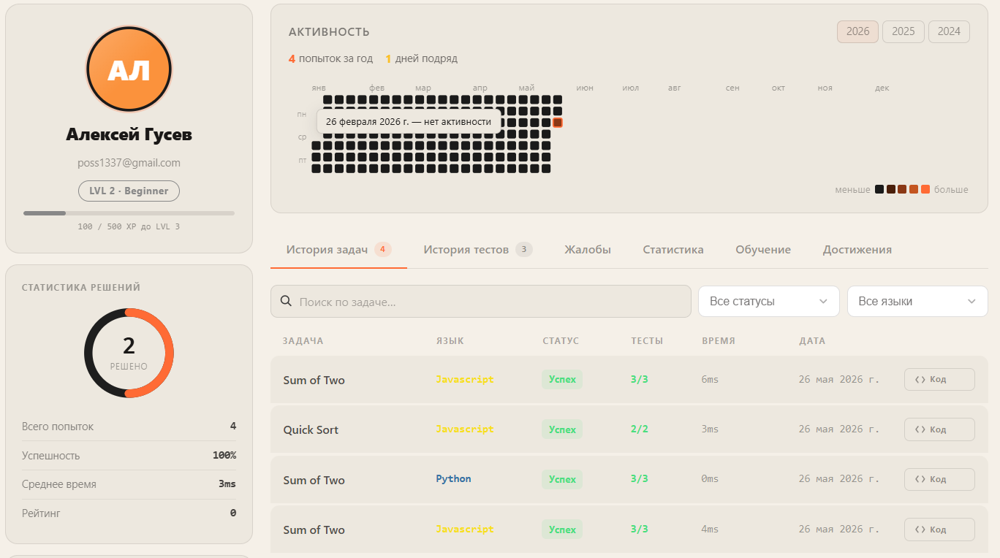 АЛ
Алексей Гусев
poss1337@gmail.com
LVL 2 · Beginner
100 / 500 XP до LVL 3
СТАТИСТИКА РЕШЕНИЙ
2
РЕШЕНО
Всего попыток 4
Успешность 100%
Среднее время 3ms
Рейтинг 0
АКТИВНОСТЬ 2026 2025 2024
4 попыток за год 1 дней подряд
янв фев мар апр май июн июл авг сен окт ноя дек
пн
26 февраля 2026 г. — нет активности
ср
пт
меньше больше
История задач 4 История тестов 3 Жалобы Статистика Обучение Достижения
Поиск по задаче... Все статусы Все языки
ЗАДАЧА ЯЗЫК СТАТУС ТЕСТЫ ВРЕМЯ ДАТА
Sum of Two Javascript Успех 3/3 6ms 26 мая 2026 г. <> Код
Quick Sort Javascript Успех 2/2 3ms 26 мая 2026 г. <> Код
Sum of Two Python Успех 3/3 0ms 26 мая 2026 г. <> Код
Sum of Two Javascript Успех 3/3 4ms 26 мая 2026 г. <> Код